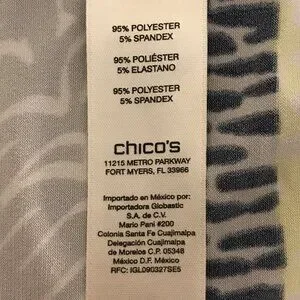 95% POLYESTER
5% SPANDEX
95% POLIÉSTER
5% ELASTANO
95% POLYESTER
5% SPANDEX
chico's
11215 METRO PARKWAY
FORT MYERS, FL 33966
Importado en México por:
Importadora Globastic
S.A. de C.V.
Mario Pani #200
Colonia Santa Fe Cuajimalpa
Delegación Cuajimalpa
de Morelos C.P. 05348
México D.F. México
RFC: IGL090327SE5